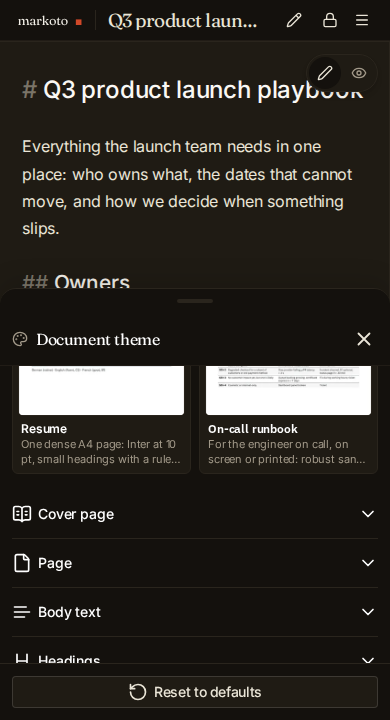 markoto
Q3 product laun...
# Q3 product launch playbook
Everything the launch team needs in one
place: who owns what, the dates that cannot
move, and how we decide when something
slips.
## Owners
Document theme
Resume
One dense A4 page: Inter at 10
pt, small headings with a rule...
On-call runbook
For the engineer on call, on
screen or printed: robust san...
Cover page
Page
Body text
Headings
Reset to defaults